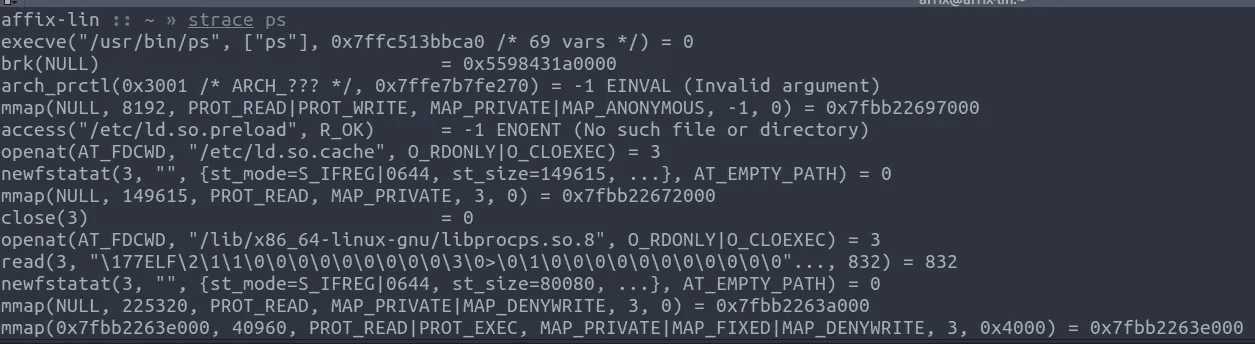 affix@affix-lin:~
affix-lin :: ~ » strace ps
execve("/usr/bin/ps", ["ps"], 0x7ffc513bbca0 /* 69 vars */) = 0
brk(NULL)                               = 0x5598431a0000
arch_prctl(0x3001 /* ARCH_??? */, 0x7ffe7b7fe270) = -1 EINVAL (Invalid argument)
mmap(NULL, 8192, PROT_READ|PROT_WRITE, MAP_PRIVATE|MAP_ANONYMOUS, -1, 0) = 0x7fbb22697000
access("/etc/ld.so.preload", R_OK)      = -1 ENOENT (No such file or directory)
openat(AT_FDCWD, "/etc/ld.so.cache", O_RDONLY|O_CLOEXEC) = 3
newfstatat(3, "", {st_mode=S_IFREG|0644, st_size=149615, ...}, AT_EMPTY_PATH) = 0
mmap(NULL, 149615, PROT_READ, MAP_PRIVATE, 3, 0) = 0x7fbb22672000
close(3)                                = 0
openat(AT_FDCWD, "/lib/x86_64-linux-gnu/libprocps.so.8", O_RDONLY|O_CLOEXEC) = 3
read(3, "\177ELF\2\1\1\0\0\0\0\0\0\0\0\0\3\0>\0\1\0\0\0\0\0\0\0\0\0\0\0"..., 832) = 832
newfstatat(3, "", {st_mode=S_IFREG|0644, st_size=80080, ...}, AT_EMPTY_PATH) = 0
mmap(NULL, 225320, PROT_READ, MAP_PRIVATE|MAP_DENYWRITE, 3, 0) = 0x7fbb2263a000
mmap(0x7fbb2263e000, 40960, PROT_READ|PROT_EXEC, MAP_PRIVATE|MAP_FIXED|MAP_DENYWRITE, 3, 0x4000) = 0x7fbb2263e000